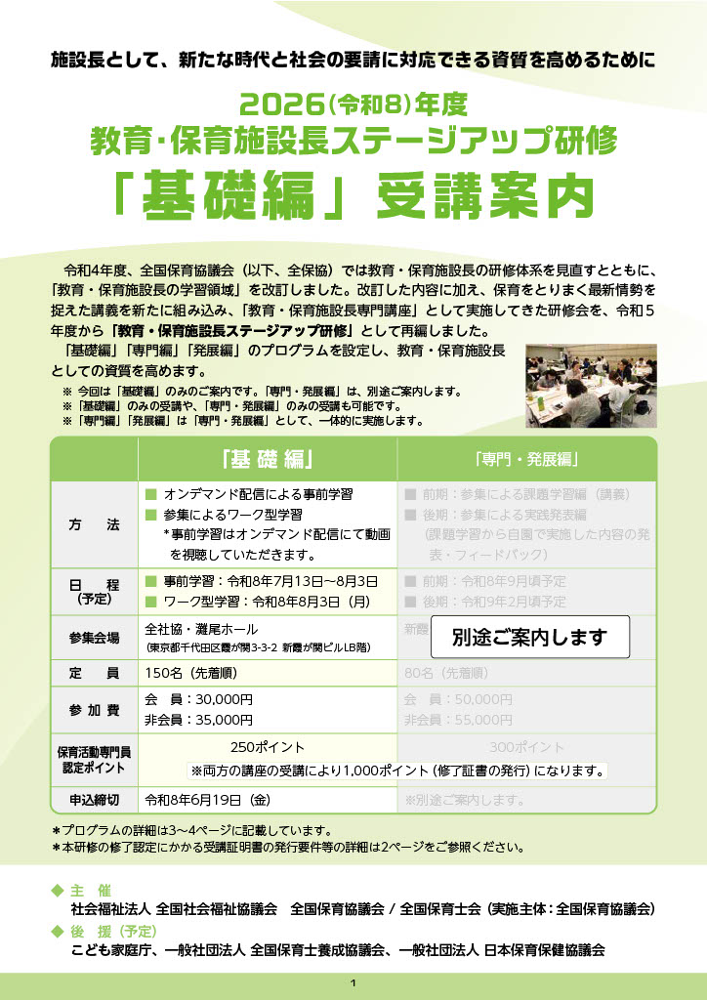 施設長として、新たな時代と社会の要請に対応できる資質を高めるために
2026(令和8)年度
教育・保育施設長ステージアップ研修
「基礎編」受講案内
令和4年度、全国保育協議会（以下、全保協）では教育・保育施設長の研修体系を見直すとともに、
「教育・保育施設長の学習領域」を改訂しました。改訂した内容に加え、保育をとりまく最新情勢を
捉えた講義を新たに組み込み、「教育・保育施設長専門講座」として実施してきた研修会を、令和５
年度から「教育・保育施設長ステージアップ研修」として再編しました。
「基礎編」「専門編」「発展編」のプログラムを設定し、教育・保育施設長
としての資質を高めます。
※ 今回は「基礎編」のみのご案内です。「専門・発展編」は、別途ご案内します。
※「基礎編」のみの受講や、「専門・発展編」のみの受講も可能です。
※「専門編」「発展編」は「専門・発展編」として、一体的に実施します。
「基 礎 編」 「専門・発展編」
方　法
■ オンデマンド配信による事前学習
■ 参集によるワーク型学習
＊事前学習はオンデマンド配信にて動画
を視聴していただきます。
■ 前期：参集による課題学習編（講義）
■ 後期：参集による実践発表編
（課題学習から自園で実施した内容の発
表・フィードバック）
日　程
（予定）
■ 事前学習：令和8年7月13日～8月3日
■ ワーク型学習：令和8年8月3日（月）
■ 前期：令和8年9月頃予定
■ 後期：令和9年2月頃予定
参集会場
全社協・灘尾ホール
（東京都千代田区霞が関3-3-2 新霞が関ビルLB階）
新霞
別途ご案内します
定　員
150名（先着順）
80名（先着順）
参 加 費
会　員：30,000円
非会員：35,000円
会　員：50,000円
非会員：55,000円
保育活動専門員
認定ポイント
250ポイント
300ポイント
※両方の講座の受講により1,000ポイント（修了証書の発行）になります。
申込締切
令和8年6月19日（金）
※別途ご案内します。
＊プログラムの詳細は3～4ページに記載しています。
＊本研修の修了認定にかかる受講証明書の発行要件等の詳細は2ページをご参照ください。
◆ 主　催
社会福祉法人 全国社会福祉協議会　全国保育協議会 / 全国保育士会（実施主体：全国保育協議会）
◆ 後　援（予定）
こども家庭庁、一般社団法人 全国保育士養成協議会、一般社団法人 日本保育保健協議会
1